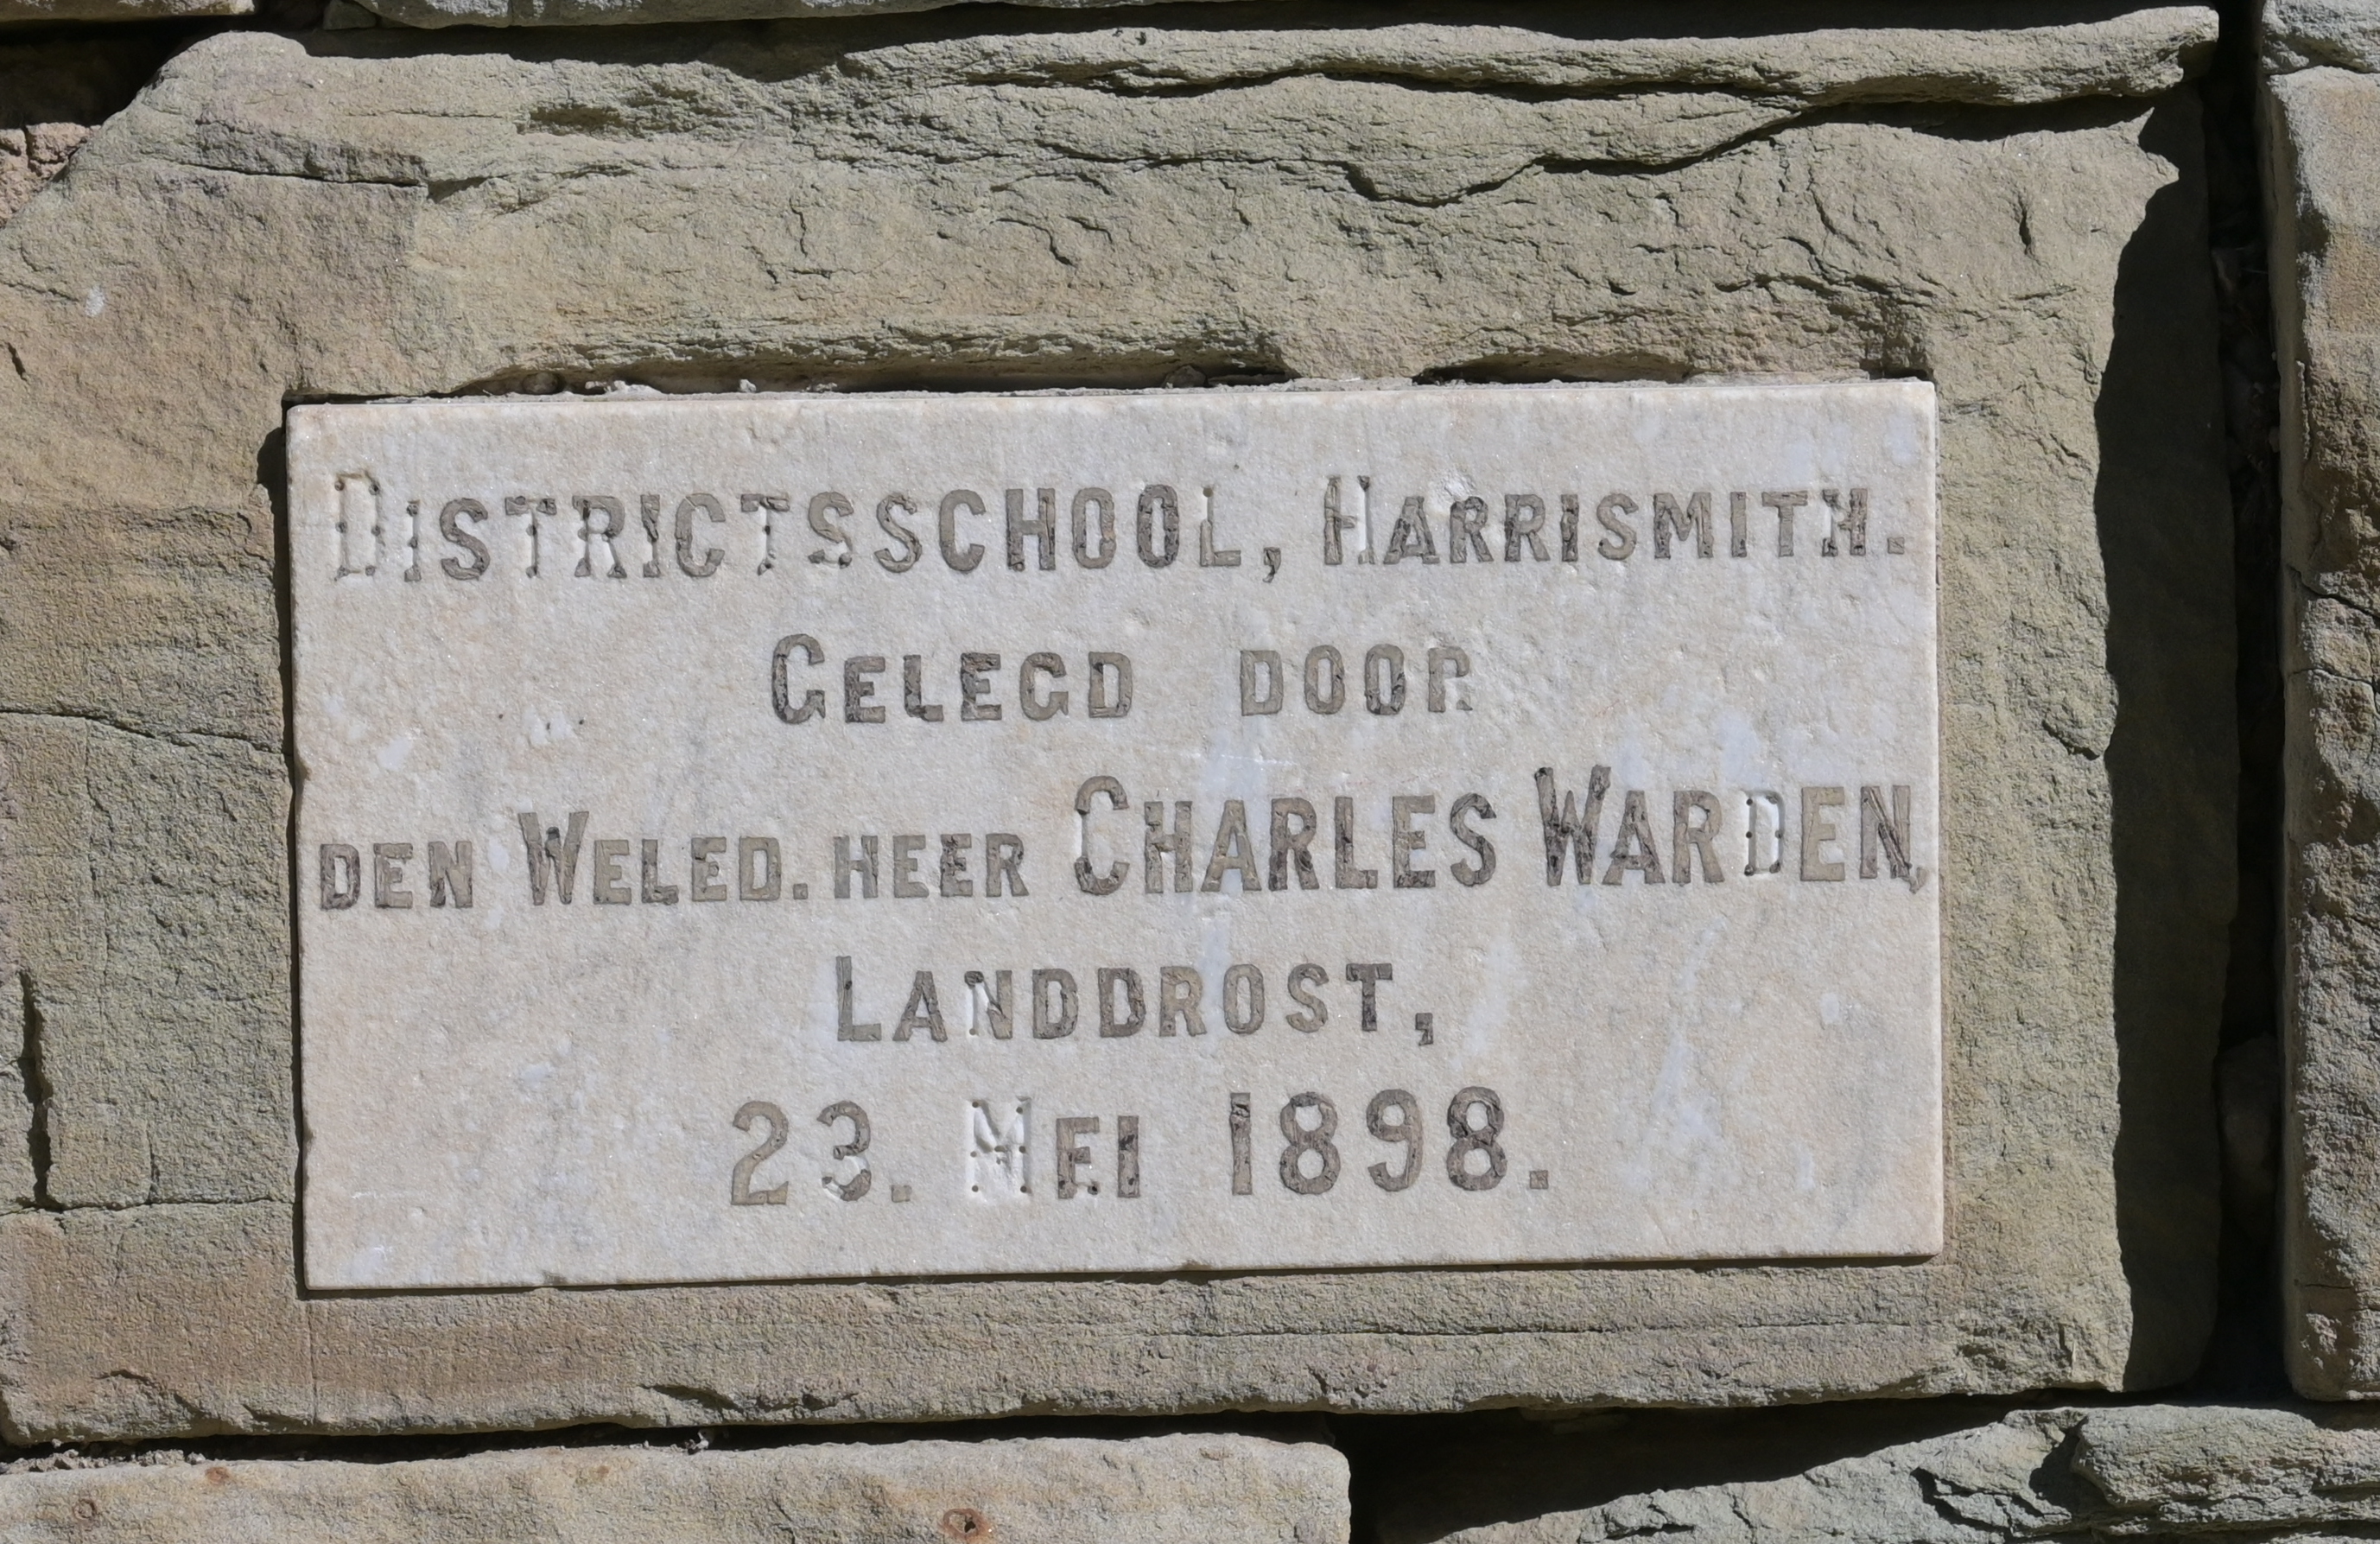 DISTRICTSSCHOOL, HARRISMITH.
GELEGD DOOR
DEN WELED. HEER CHARLES WARDEN,
LANDDROST,
23. MEI 1898.